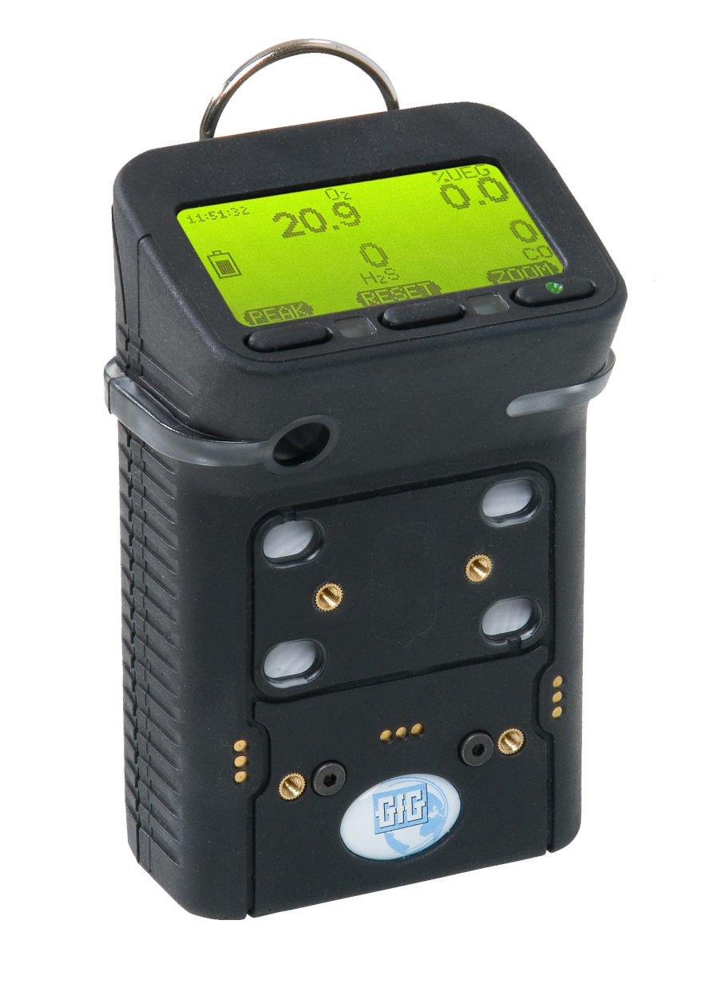 O₂ %UEG
11:51:32 20.9 0.0
0 0
H₂S CO
PEAK RESET ZOOM
GfG